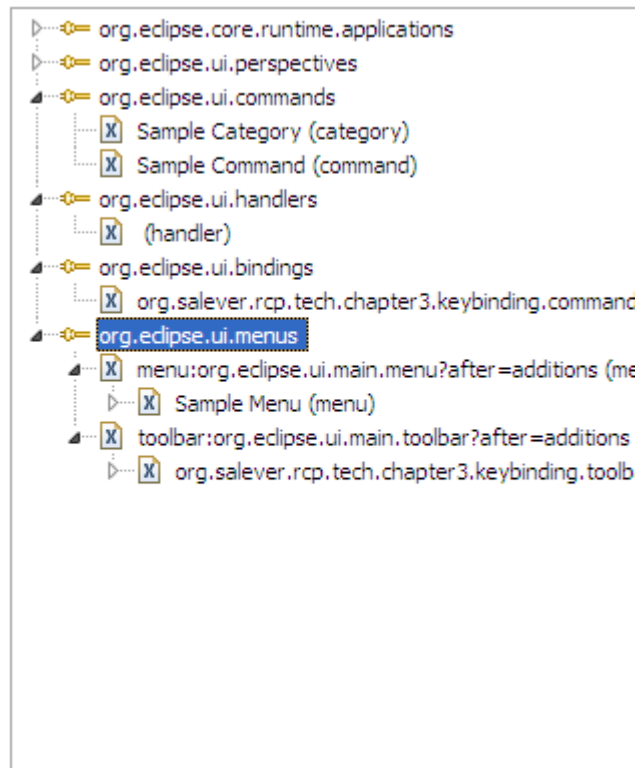 org.eclipse.core.runtime.applications
org.eclipse.ui.perspectives
org.eclipse.ui.commands
Sample Category (category)
Sample Command (command)
org.eclipse.ui.handlers
(handler)
org.eclipse.ui.bindings
org.salever.rcp.tech.chapter3.keybinding.command
org.eclipse.ui.menus
menu:org.eclipse.ui.main.menu?after=additions (me
Sample Menu (menu)
toolbar:org.eclipse.ui.main.toolbar?after=additions
org.salever.rcp.tech.chapter3.keybinding.toolb